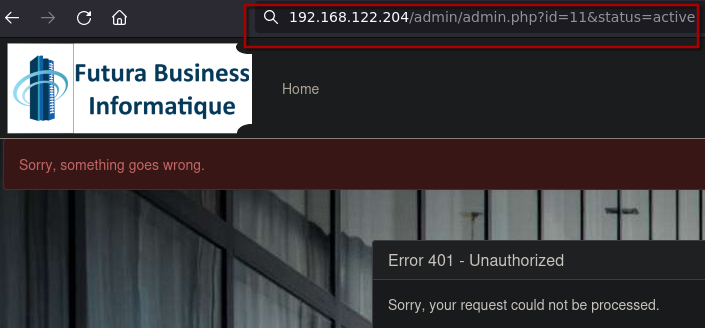 192.168.122.204/admin/admin.php?id=11&status=active
Futura Business
Informatique
Home
Sorry, something goes wrong.
Error 401 - Unauthorized
Sorry, your request could not be processed.